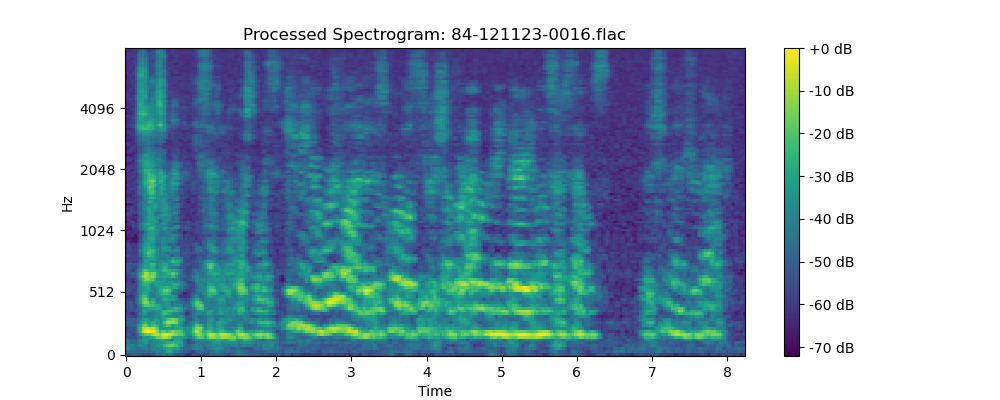 Processed Spectrogram: 84-121123-0016.flac
Hz
4096
2048
1024
512
0
0 1 2 3 4 5 6 7 8
Time
+0 dB
-10 dB
-20 dB
-30 dB
-40 dB
-50 dB
-60 dB
-70 dB